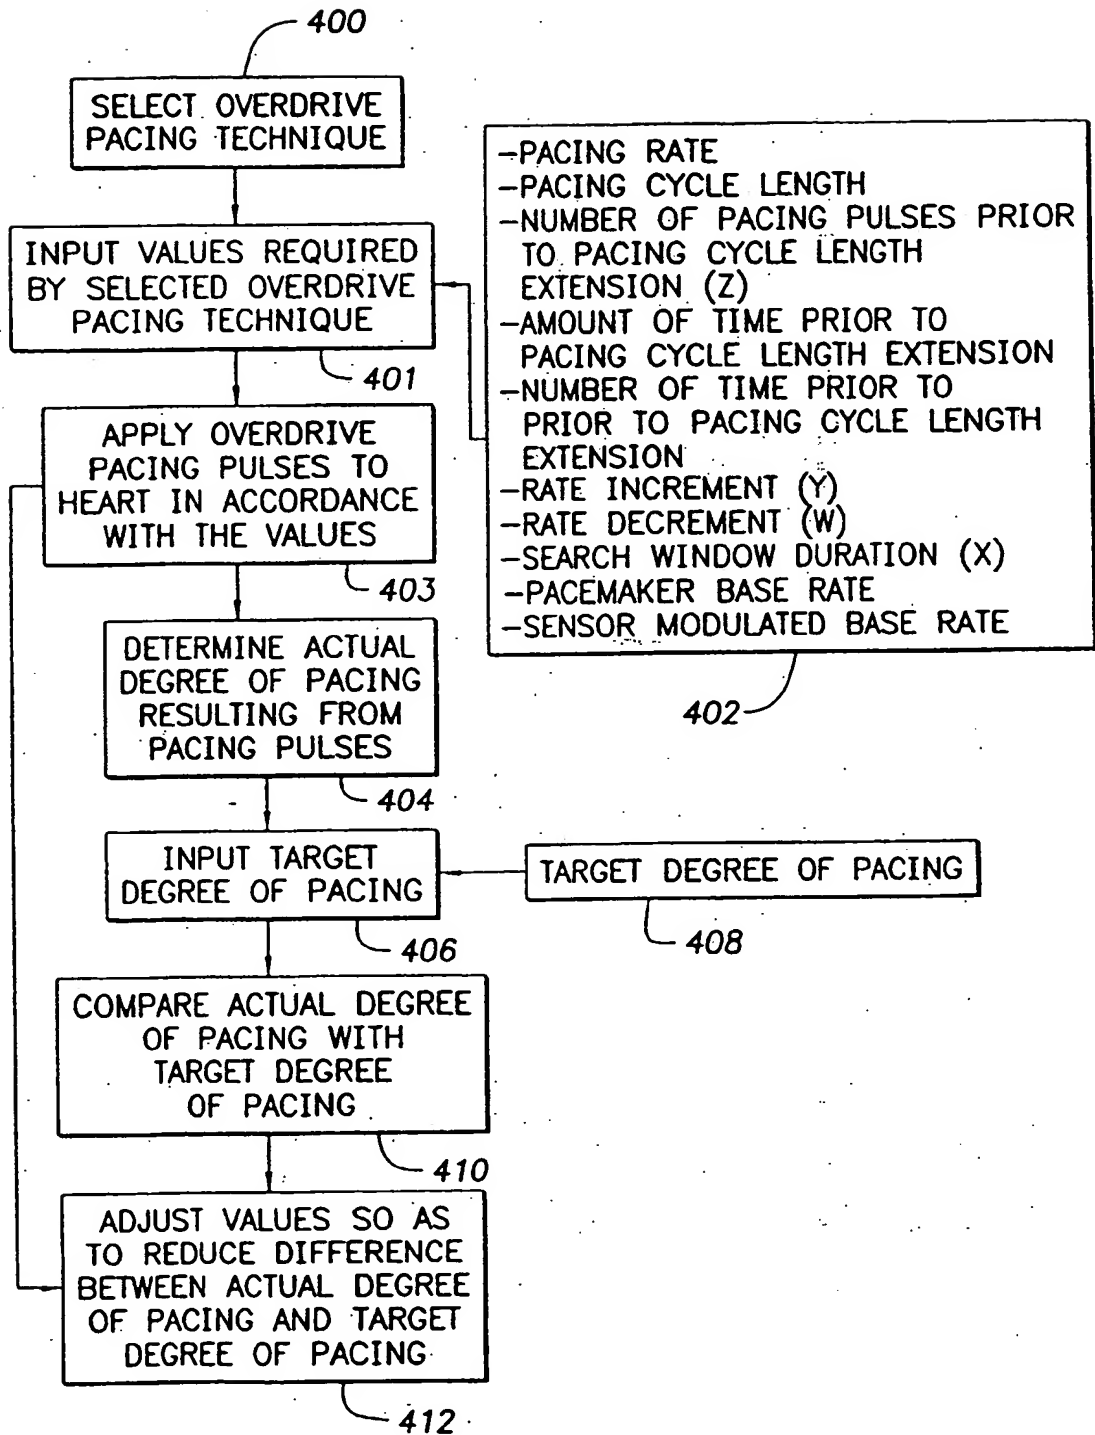 400
SELECT OVERDRIVE
PACING TECHNIQUE
INPUT VALUES REQUIRED
BY SELECTED OVERDRIVE
PACING TECHNIQUE
401
-PACING RATE
-PACING CYCLE LENGTH
-NUMBER OF PACING PULSES PRIOR
TO PACING CYCLE LENGTH
EXTENSION (Z)
-AMOUNT OF TIME PRIOR TO
PACING CYCLE LENGTH EXTENSION
-NUMBER OF TIME PRIOR TO
PRIOR TO PACING CYCLE LENGTH
EXTENSION
-RATE INCREMENT (Y)
-RATE DECREMENT (W)
-SEARCH WINDOW DURATION (X)
-PACEMAKER BASE RATE
-SENSOR MODULATED BASE RATE
402
APPLY OVERDRIVE
PACING PULSES TO
HEART IN ACCORDANCE
WITH THE VALUES
403
DETERMINE ACTUAL
DEGREE OF PACING
RESULTING FROM
PACING PULSES
404
INPUT TARGET
DEGREE OF PACING
406
TARGET DEGREE OF PACING
408
COMPARE ACTUAL DEGREE
OF PACING WITH
TARGET DEGREE
OF PACING
410
ADJUST VALUES SO AS
TO REDUCE DIFFERENCE
BETWEEN ACTUAL DEGREE
OF PACING AND TARGET
DEGREE OF PACING
412